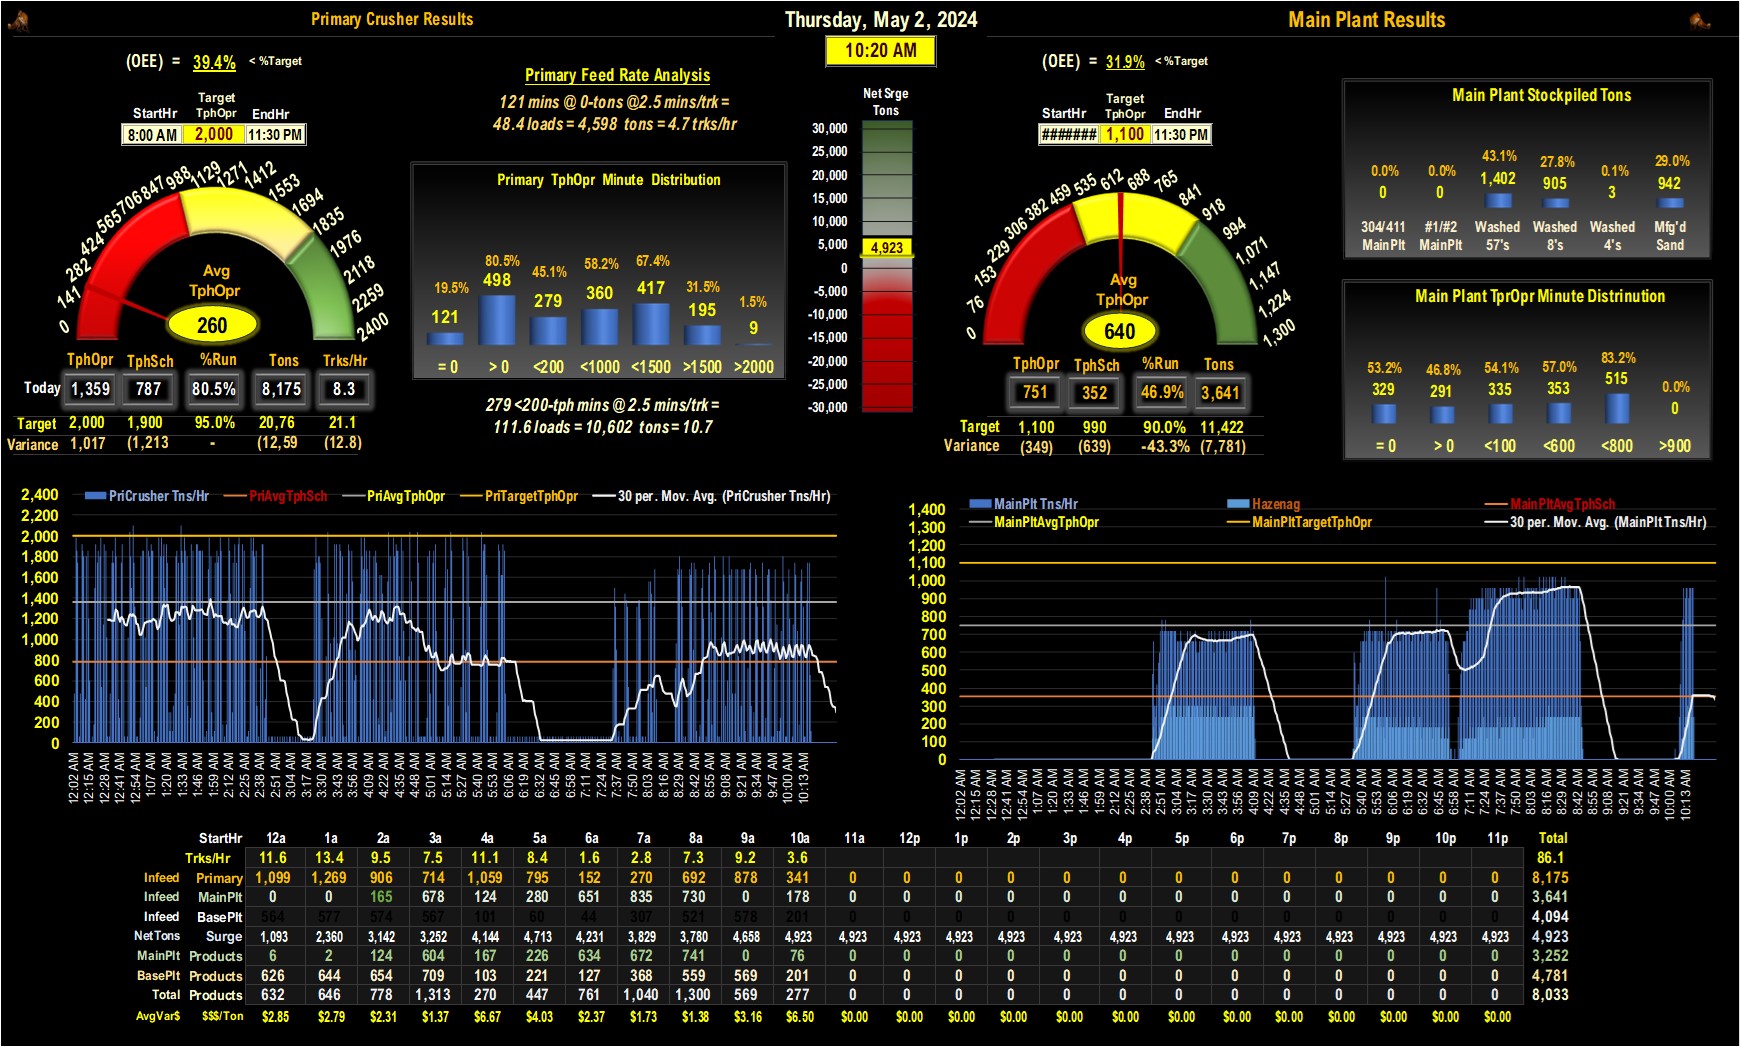 Primary Crusher Results
Thursday, May 2, 2024
Main Plant Results
10:20 AM
(OEE) = 39.4% < %Target
Target
StartHr TphOpr EndHr
8:00 AM 2,000 11:30 PM
0 141 282 424 565 706 847 988 1129 1271 1412 1553 1694 1835 1976 2118 2259 2400
Avg
TphOpr
260
TphOpr TphSch %Run Tons Trks/Hr
Today 1,359 787 80.5% 8,175 8.3
Target 2,000 1,900 95.0% 20,76 21.1
Variance 1,017 (1,213 - (12,59 (12.8)
Primary Feed Rate Analysis
121 mins @ 0-tons @2.5 mins/trk =
48.4 loads = 4,598 tons = 4.7 trks/hr
Primary TphOpr Minute Distribution
19.5% 80.5% 45.1% 58.2% 67.4% 31.5% 1.5%
121 498 279 360 417 195 9
= 0 > 0 <200 <1000 <1500 >1500 >2000
279 <200-tph mins @ 2.5 mins/trk =
111.6 loads = 10,602 tons = 10.7
Net Srge
Tons
30,000
25,000
20,000
15,000
10,000
5,000
4,923
0
-5,000
-10,000
-15,000
-20,000
-25,000
-30,000
(OEE) = 31.9% < %Target
Target
StartHr TphOpr EndHr
####### 1,100 11:30 PM
0 76 153 229 306 382 459 535 612 688 765 841 918 994 1,071 1,147 1,224 1,300
Avg
TphOpr
640
TphOpr TphSch %Run Tons
751 352 46.9% 3,641
Target 1,100 990 90.0% 11,422
Variance (349) (639) -43.3% (7,781)
Main Plant Stockpiled Tons
0.0% 0.0% 43.1% 27.8% 0.1% 29.0%
0 0 1,402 905 3 942
304/411 #1/#2 Washed Washed Washed Mfg'd
MainPlt MainPlt 57's 8's 4's Sand
Main Plant TprOpr Minute Distrinution
53.2% 46.8% 54.1% 57.0% 83.2% 0.0%
329 291 335 353 515 0
= 0 > 0 <100 <600 <800 >900
PriCrusher Tns/Hr PriAvgTphSch PriAvgTphOpr PriTargetTphOpr 30 per. Mov. Avg. (PriCrusher Tns/Hr)
2,400
2,200
2,000
1,800
1,600
1,400
1,200
1,000
800
600
400
200
0
12:02 AM 12:15 AM 12:28 AM 12:41 AM 12:54 AM 1:07 AM 1:20 AM 1:33 AM 1:46 AM 1:59 AM 2:12 AM 2:25 AM 2:38 AM 2:51 AM 3:04 AM 3:17 AM 3:30 AM 3:43 AM 3:56 AM 4:09 AM 4:22 AM 4:35 AM 4:48 AM 5:01 AM 5:14 AM 5:27 AM 5:40 AM 5:53 AM 6:06 AM 6:19 AM 6:32 AM 6:45 AM 6:58 AM 7:11 AM 7:24 AM 7:37 AM 7:50 AM 8:03 AM 8:16 AM 8:29 AM 8:42 AM 8:55 AM 9:08 AM 9:21 AM 9:34 AM 9:47 AM 10:00 AM 10:13 AM
MainPlt Tns/Hr Hazenag MainPltAvgTphSch
MainPltAvgTphOpr MainPltTargetTphOpr 30 per. Mov. Avg. (MainPlt Tns/Hr)
1,400
1,300
1,200
1,100
1,000
900
800
700
600
500
400
300
200
100
0
12:02 AM 12:15 AM 12:28 AM 12:41 AM 12:54 AM 1:07 AM 1:20 AM 1:33 AM 1:46 AM 1:59 AM 2:12 AM 2:25 AM 2:38 AM 2:51 AM 3:04 AM 3:17 AM 3:30 AM 3:43 AM 3:56 AM 4:09 AM 4:22 AM 4:35 AM 4:48 AM 5:01 AM 5:14 AM 5:27 AM 5:40 AM 5:53 AM 6:06 AM 6:19 AM 6:32 AM 6:45 AM 6:58 AM 7:11 AM 7:24 AM 7:37 AM 7:50 AM 8:03 AM 8:16 AM 8:29 AM 8:42 AM 8:55 AM 9:08 AM 9:21 AM 9:34 AM 9:47 AM 10:00 AM 10:13 AM
StartHr 12a 1a 2a 3a 4a 5a 6a 7a 8a 9a 10a 11a 12p 1p 2p 3p 4p 5p 6p 7p 8p 9p 10p 11p Total
Trks/Hr 11.6 13.4 9.5 7.5 11.1 8.4 1.6 2.8 7.3 9.2 3.6 86.1
Infeed Primary 1,099 1,269 906 714 1,059 795 152 270 692 878 341 0 0 0 0 0 0 0 0 0 0 0 0 0 8,175
Infeed MainPlt 0 0 165 678 124 280 651 835 730 0 178 0 0 0 0 0 0 0 0 0 0 0 0 0 3,641
Infeed BasePlt 564 577 574 567 101 60 44 307 521 578 201 0 0 0 0 0 0 0 0 0 0 0 0 0 4,094
NetTons Surge 1,093 2,360 3,142 3,252 4,144 4,713 4,231 3,829 3,780 4,658 4,923 4,923 4,923 4,923 4,923 4,923 4,923 4,923 4,923 4,923 4,923 4,923 4,923 4,923 4,923
MainPlt Products 6 2 124 604 167 226 634 672 741 0 76 0 0 0 0 0 0 0 0 0 0 0 0 0 3,252
BasePlt Products 626 644 654 709 103 221 127 368 559 569 201 0 0 0 0 0 0 0 0 0 0 0 0 0 4,781
Total Products 632 646 778 1,313 270 447 761 1,040 1,300 569 277 0 0 0 0 0 0 0 0 0 0 0 0 0 8,033
AvgVar$ $$$/Ton $2.85 $2.79 $2.31 $1.37 $6.67 $4.03 $2.37 $1.73 $1.38 $3.16 $6.50 $0.00 $0.00 $0.00 $0.00 $0.00 $0.00 $0.00 $0.00 $0.00 $0.00 $0.00 $0.00 $0.00